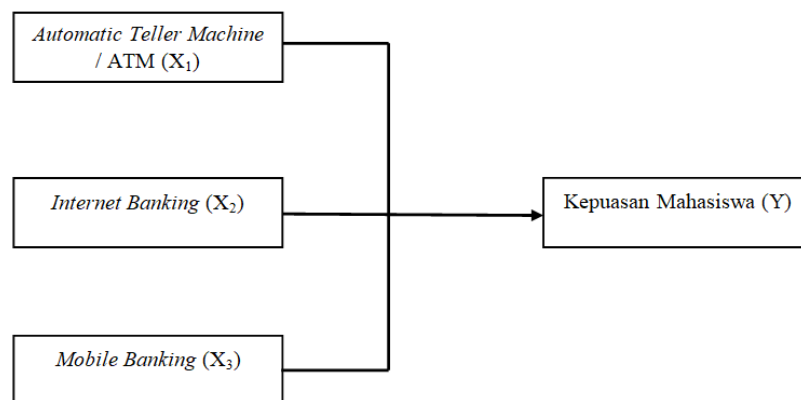 Automatic Teller Machine
/ ATM (X₁)
Internet Banking (X₂)
Kepuasan Mahasiswa (Y)
Mobile Banking (X₃)